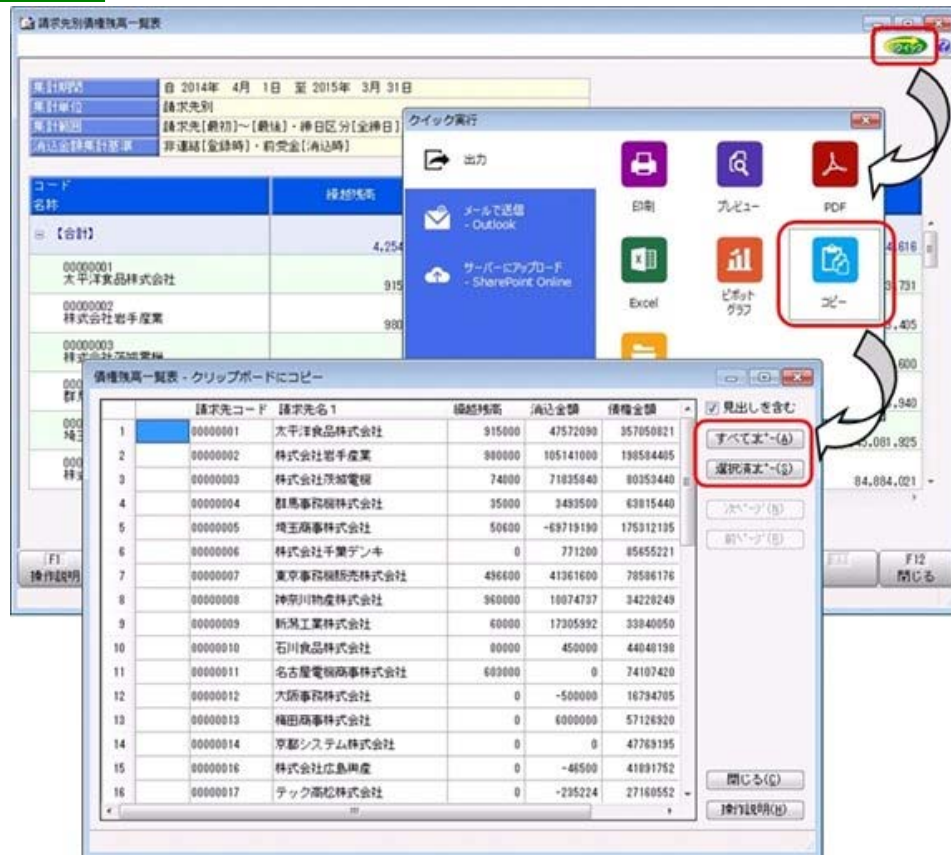 請求先別債権残高一覧表
クイック
集計期間 自 2014年 4月 1日 至 2015年 3月 31日
集計単位 請求先別
集計範囲 請求先[最初]～[最後]・締日区分[全締日]
消込金額集計基準 非連結[登録時]・前受金[消込時]
コード
名称
繰越残高
【合計】
4,254
4,616
00000001
太平洋食品株式会社
915
3,731
00000002
株式会社岩手産業
980
3,405
00000003
株式会社茨城電機
600
,940
,081,925
84,884,021
F1
操作説明
F12
閉じる
クイック実行
出力
メールで送信
- Outlook
サーバーにアップロード
- SharePoint Online
印刷
プレビュー
PDF
Excel
ピボット
グラフ
コピー
債権残高一覧表 - クリップボードにコピー
請求先コード 請求先名1 繰越残高 消込金額 債権金額
1 00000001 太平洋食品株式会社 915000 47572090 357050821
2 00000002 株式会社岩手産業 980000 105141000 198584405
3 00000003 株式会社茨城電機 74000 71835840 80353440
4 00000004 群馬事務機株式会社 35000 3493500 63815440
5 00000005 埼玉商事株式会社 50600 -69719190 175312135
6 00000006 株式会社千葉デンキ 0 771200 85655221
7 00000007 東京事務機販売株式会社 496600 41361600 78586176
8 00000008 神奈川物産株式会社 960000 10074737 34228249
9 00000009 新潟工業株式会社 60000 17305992 33840050
10 00000010 石川食品株式会社 80000 450000 44048198
11 00000011 名古屋電機商事株式会社 603000 0 74107420
12 00000012 大阪事務株式会社 0 -500000 16794705
13 00000013 梅田商事株式会社 0 6000000 57126920
14 00000014 京都システム株式会社 0 0 47769195
15 00000016 株式会社広島興産 0 -46500 41891752
16 00000017 テック高松株式会社 0 -235224 27160552
見出しを含む
すべてｺﾋﾟｰ(A)
選択済ｺﾋﾟｰ(S)
次ﾍﾟｰｼﾞ(N)
前ﾍﾟｰｼﾞ(B)
閉じる(C)
操作説明(H)